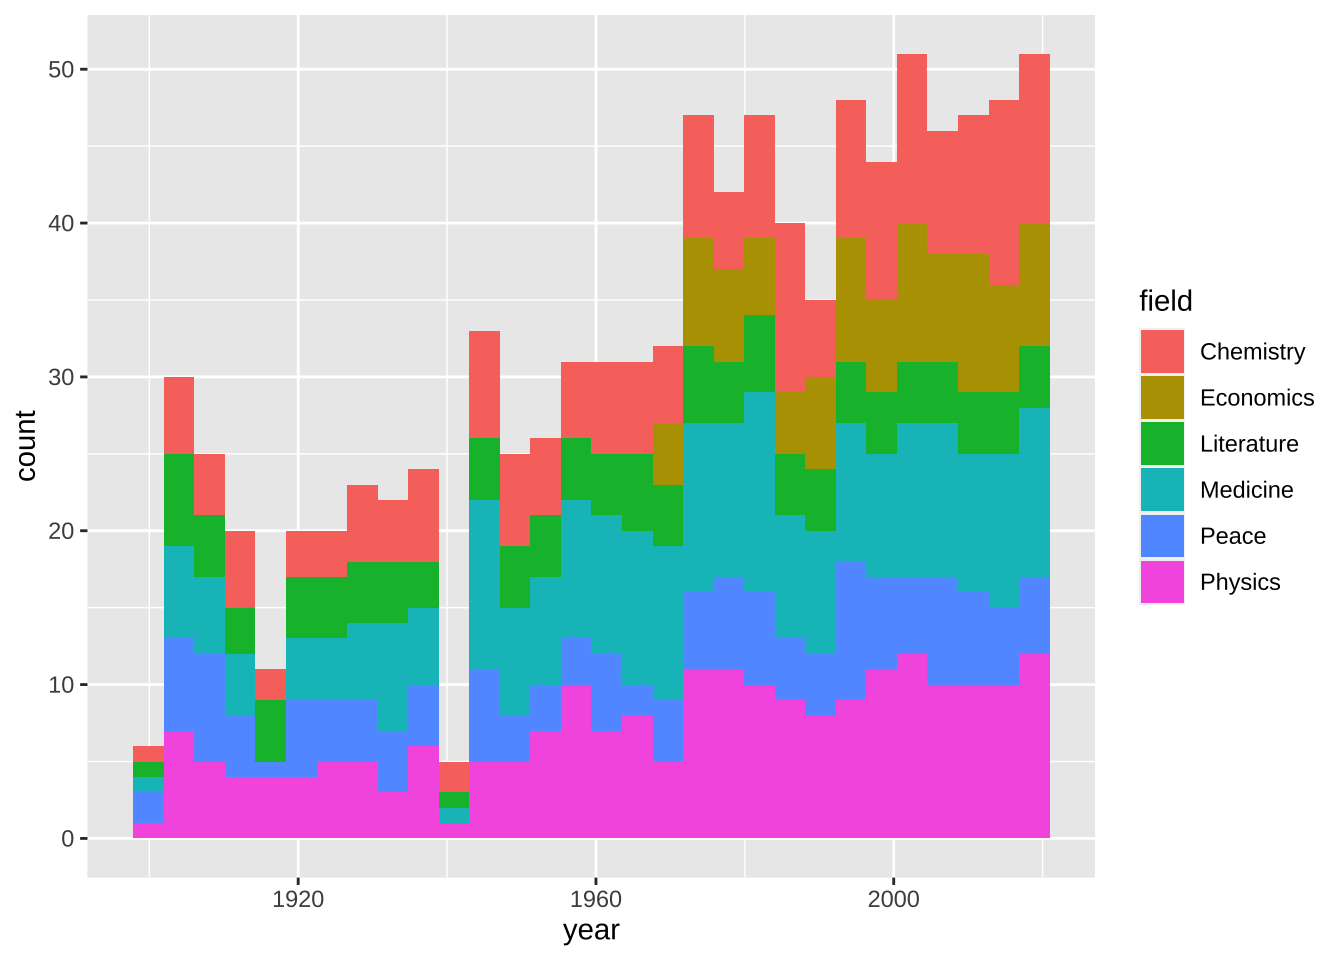 50
40
30
20
10
0
count
1920
1960
2000
year
field
Chemistry
Economics
Literature
Medicine
Peace
Physics